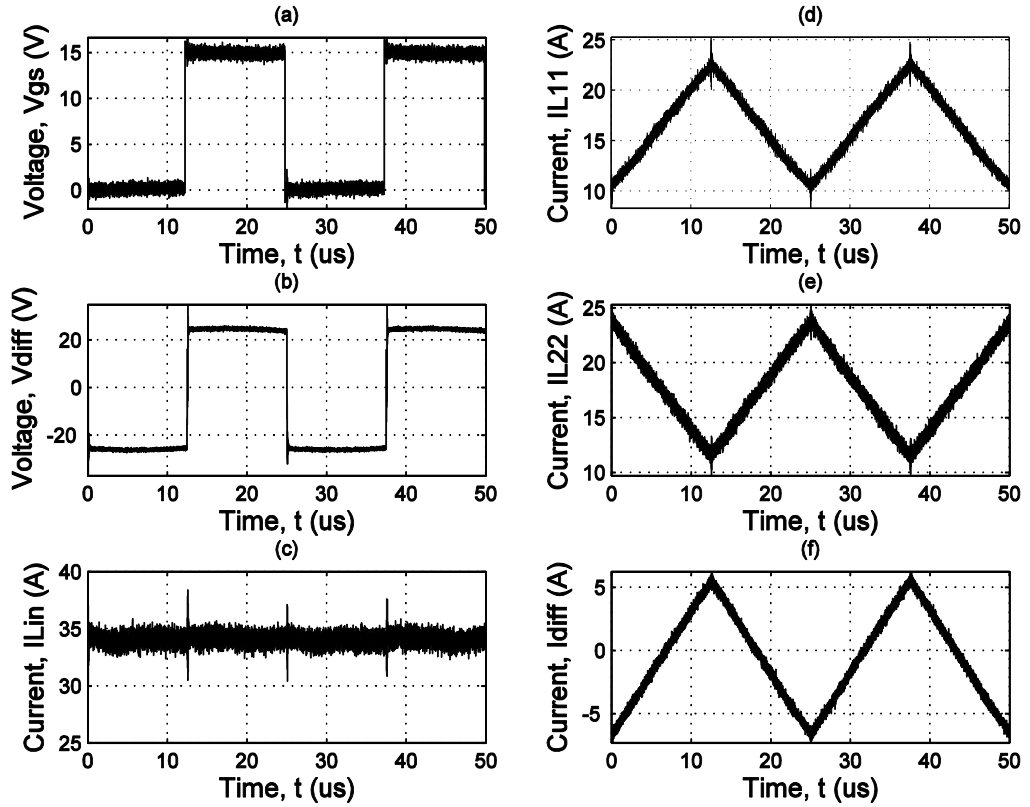 (a)
Voltage, Vgs (V)
15
10
5
0
0 10 20 30 40 50
Time, t (us)
(b)
Voltage, Vdiff (V)
20
0
-20
0 10 20 30 40 50
Time, t (us)
(c)
Current, ILin (A)
40
35
30
25
0 10 20 30 40 50
Time, t (us)
(d)
Current, IL11 (A)
25
20
15
10
0 10 20 30 40 50
Time, t (us)
(e)
Current, IL22 (A)
25
20
15
10
0 10 20 30 40 50
Time, t (us)
(f)
Current, Idiff (A)
5
0
-5
0 10 20 30 40 50
Time, t (us)